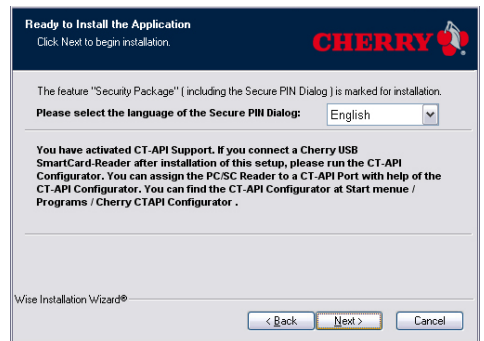 Ready to Install the Application
Click Next to begin installation.
CHERRY
The feature "Security Package" ( including the Secure PIN Dialog ) is marked for installation.
Please select the language of the Secure PIN Dialog:
English
You have activated CT-API Support. If you connect a Cherry USB
SmartCard-Reader after installation of this setup, please run the CT-API
Configurator. You can assign the PC/SC Reader to a CT-API Port with help of the
CT-API Configurator. You can find the CT-API Configurator at Start menue /
Programs / Cherry CTAPI Configurator .
Wise Installation Wizard®
< Back
Next >
Cancel